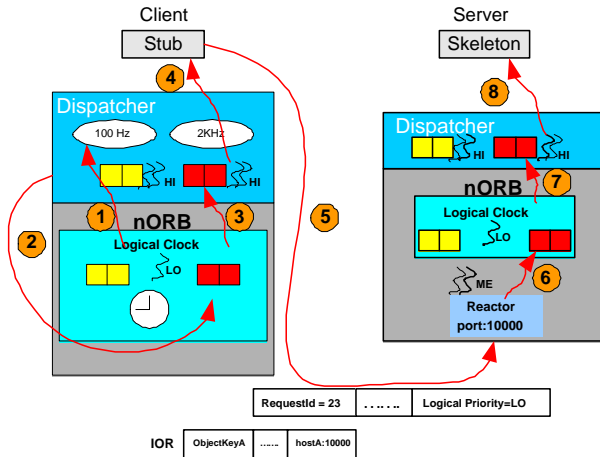 Client
Server
Stub
Skeleton
4
8
Dispatcher
Dispatcher
100 Hz
2KHz
HI
HI
HI
HI
1
3
5
7
2
nORB
nORB
Logical Clock
Logical Clock
LO
LO
ME
6
Reactor
port:10000
RequestId = 23
.......
Logical Priority=LO
IOR
ObjectKeyA
......
hostA:10000